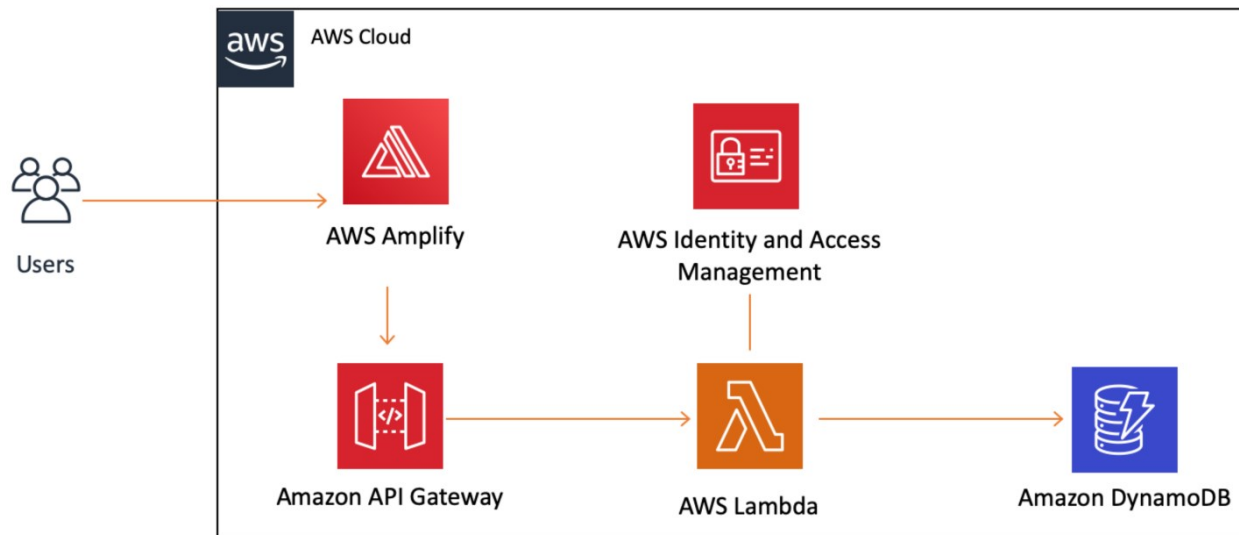 aws
AWS Cloud
Users
AWS Amplify
AWS Identity and Access
Management
</>
Amazon API Gateway
AWS Lambda
Amazon DynamoDB